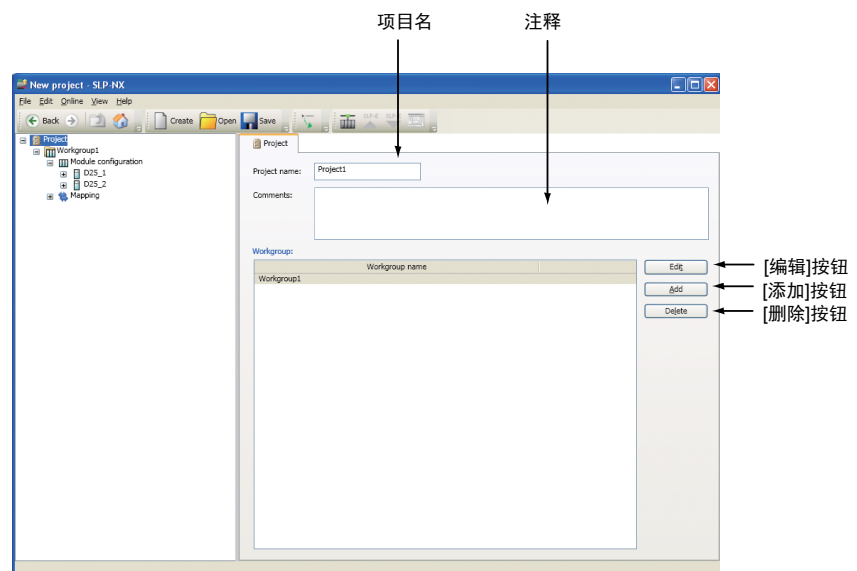 项目名
注释
New project - SLP-NX
File Edit Online View Help
Back
Create
Open
Save
Project
Workgroup1
Module configuration
D25_1
D25_2
Mapping
Project
Project name: Project1
Comments:
Workgroup:
Workgroup name
Workgroup1
Edit
Add
Delete
[编辑]按钮
[添加]按钮
[删除]按钮